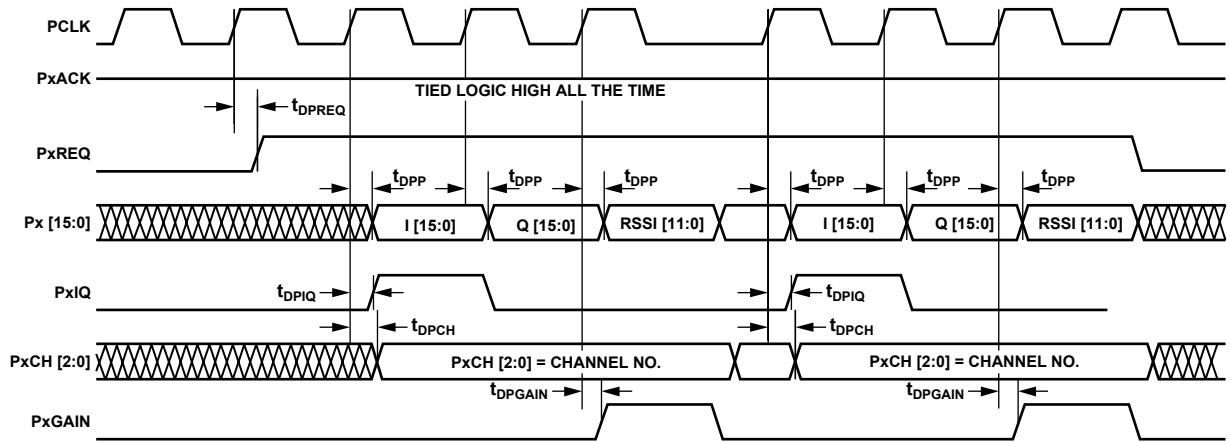 PCLK
PxACK
TIED LOGIC HIGH ALL THE TIME
tDPREQ
PxREQ
tDPP tDPP tDPP tDPP tDPP tDPP
Px [15:0] I [15:0] Q [15:0] RSSI [11:0] I [15:0] Q [15:0] RSSI [11:0]
PxIQ tDPIQ tDPIQ
tDPCH tDPCH
PxCH [2:0] PxCH [2:0] = CHANNEL NO. PxCH [2:0] = CHANNEL NO.
tDPGAIN tDPGAIN
PxGAIN